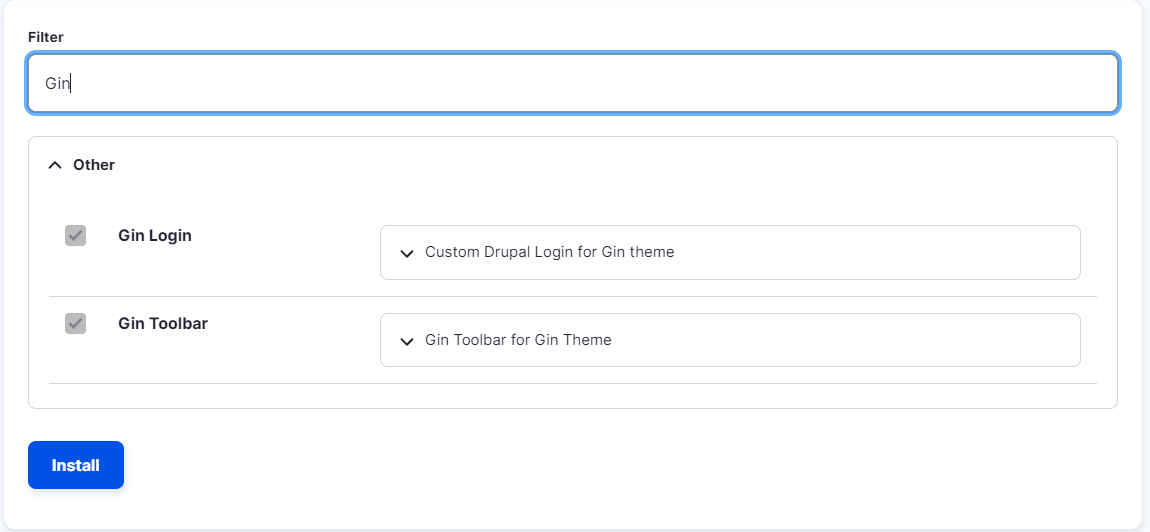 Filter
Gin
Other
Gin Login
Custom Drupal Login for Gin theme
Gin Toolbar
Gin Toolbar for Gin Theme
Install